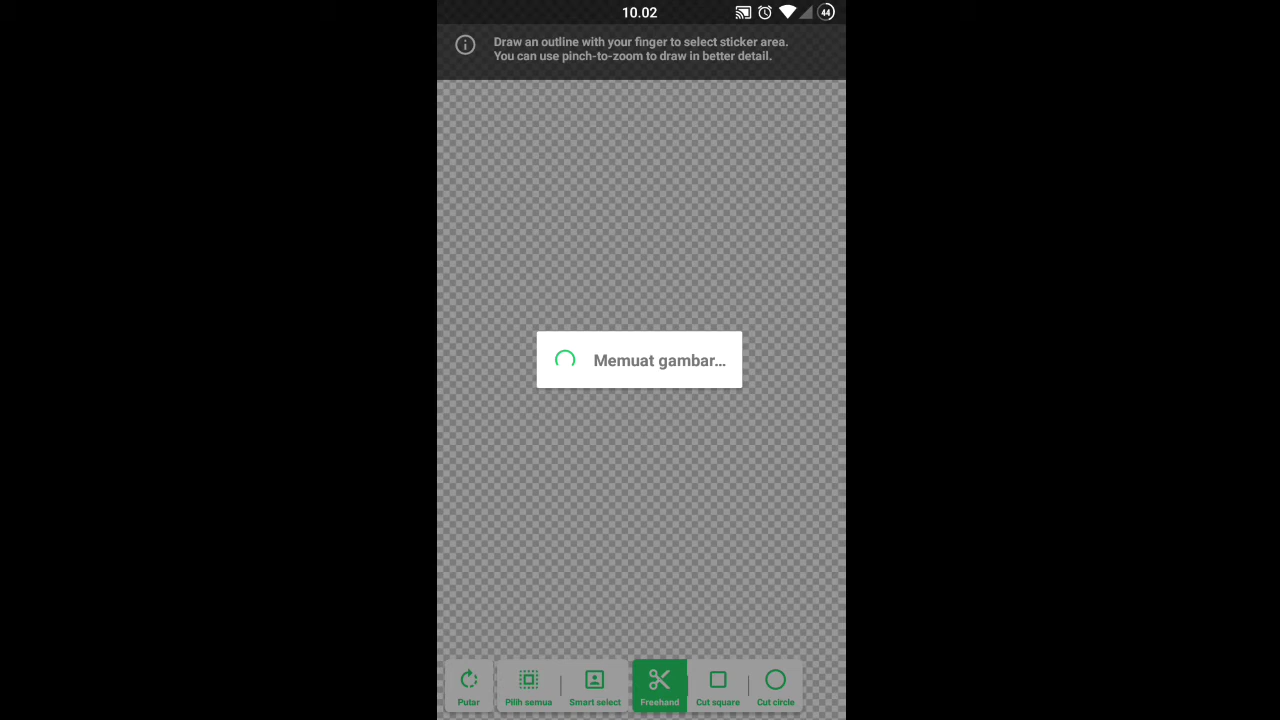 10.02
44
Draw an outline with your finger to select sticker area.
You can use pinch-to-zoom to draw in better detail.
Memuat gambar...
Putar
Pilih semua
Smart select
Freehand
Cut square
Cut circle